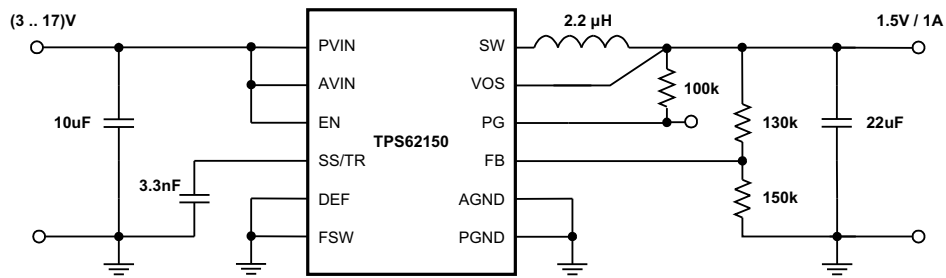 (3 .. 17)V
2.2 µH
1.5V / 1A
PVIN
SW
AVIN
VOS
100k
10uF
EN
PG
130k
22uF
TPS62150
SS/TR
FB
3.3nF
DEF
AGND
150k
FSW
PGND